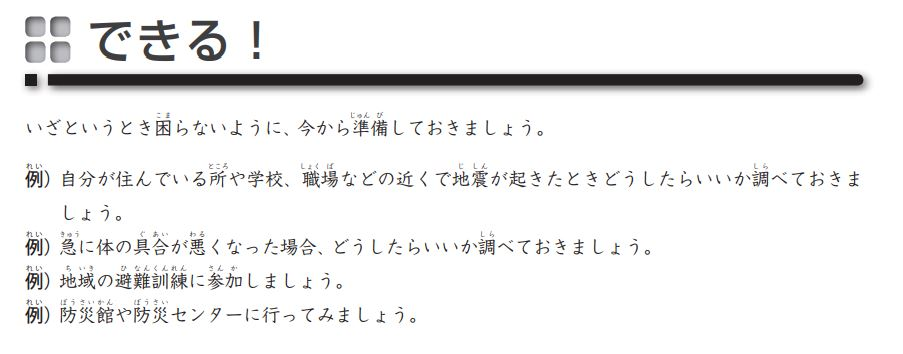 できる！
いざというとき困らないように、今から準備しておきましょう。
例）自分が住んでいる所や学校、職場などの近くで地震が起きたときどうしたらいいか調べておきま
しょう。
例）急に体の具合が悪くなった場合、どうしたらいいか調べておきましょう。
例）地域の避難訓練に参加しましょう。
例）防災館や防災センターに行ってみましょう。